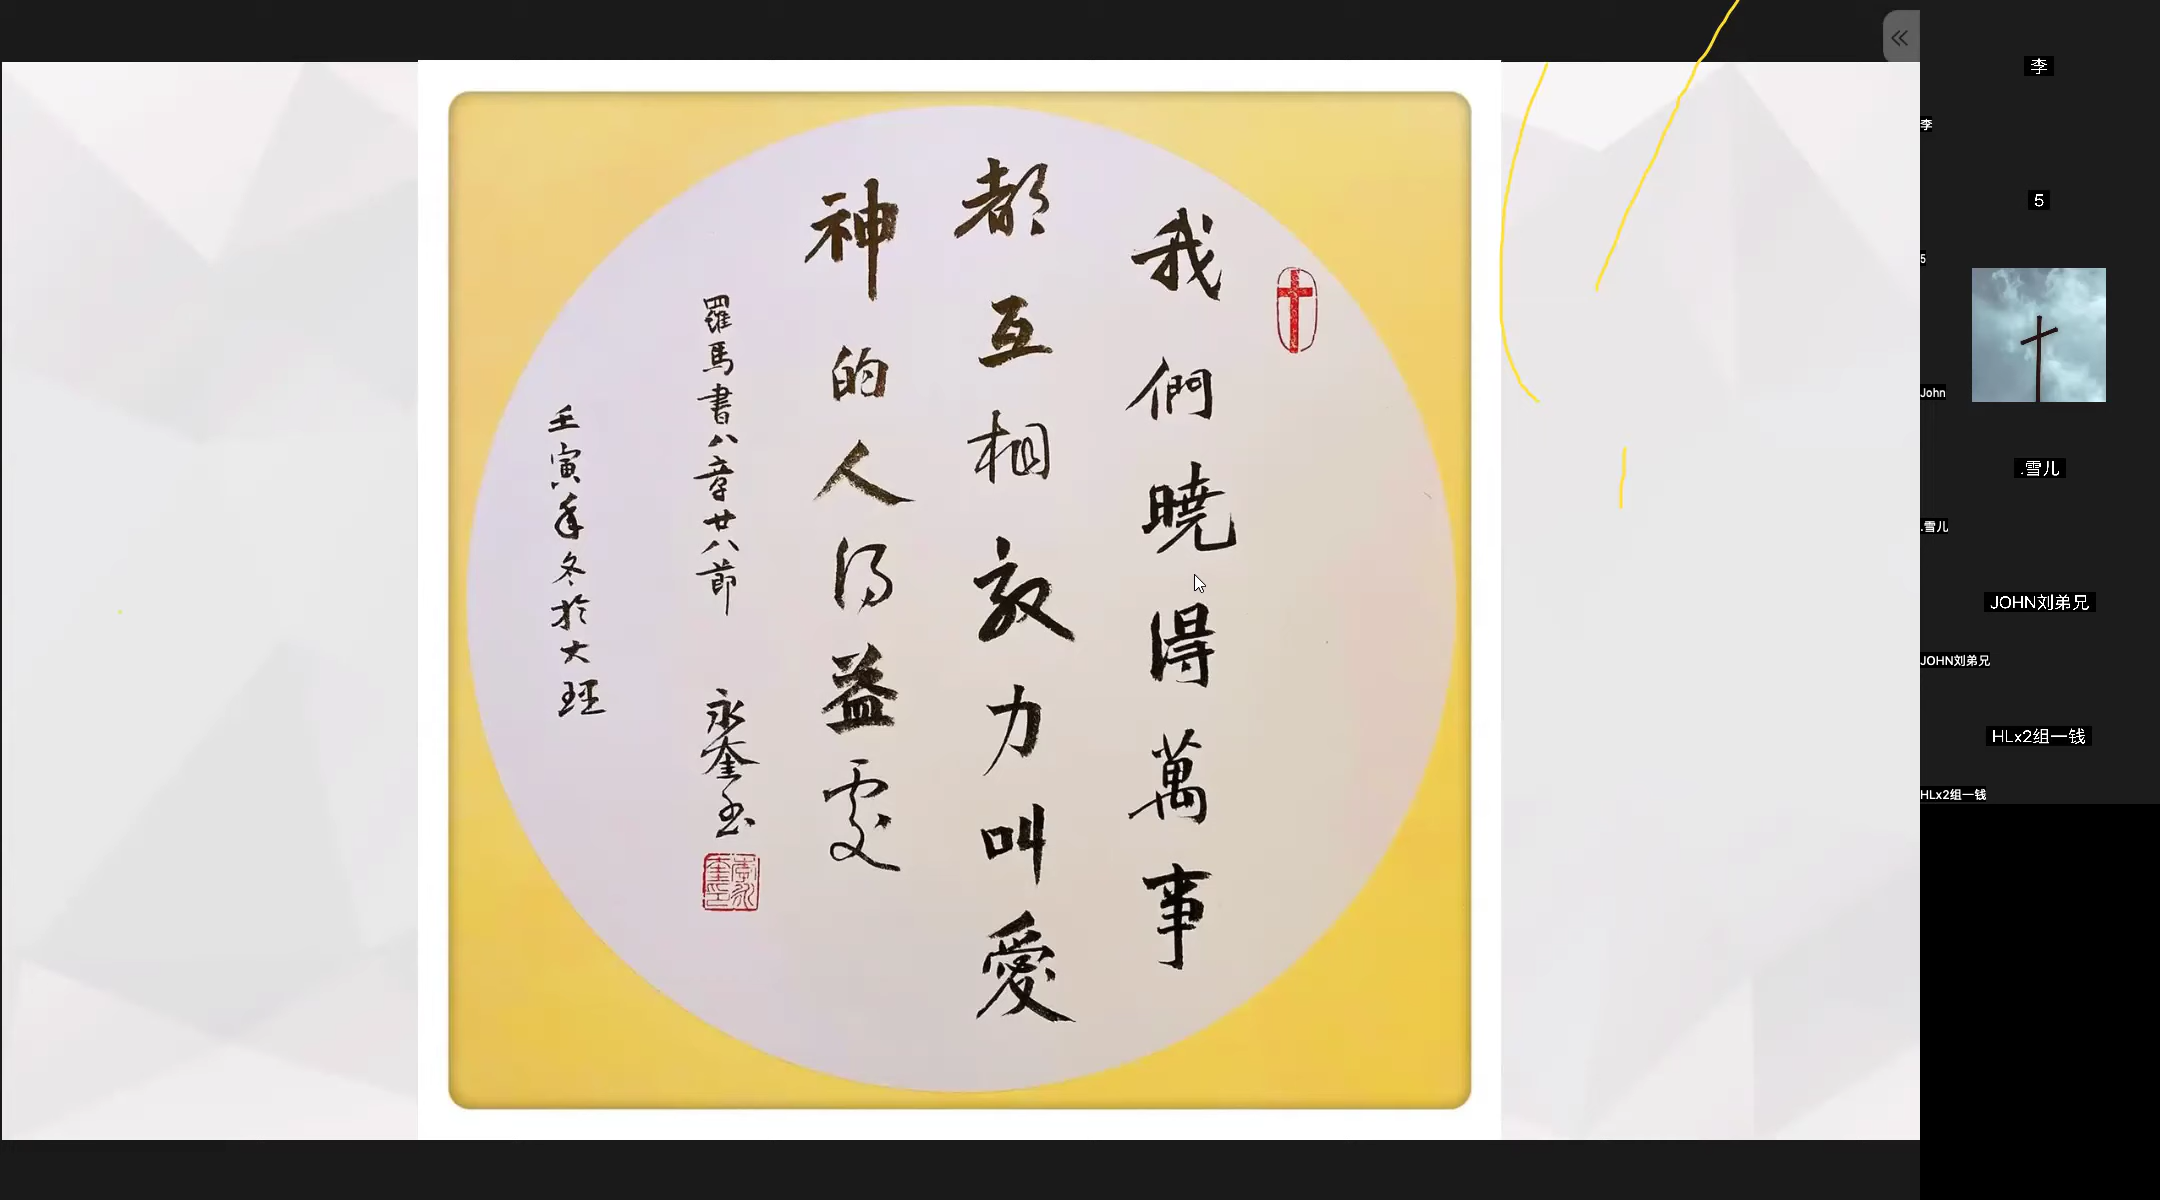 我們曉得萬事
都互相效力叫愛
神的人得益處
羅馬書八章廿八節
永奎书
壬寅年冬於大理
李
李
5
5
John
.雪儿
.雪儿
JOHN刘弟兄
JOHN刘弟兄
HLx2组一钱
HLx2组一钱